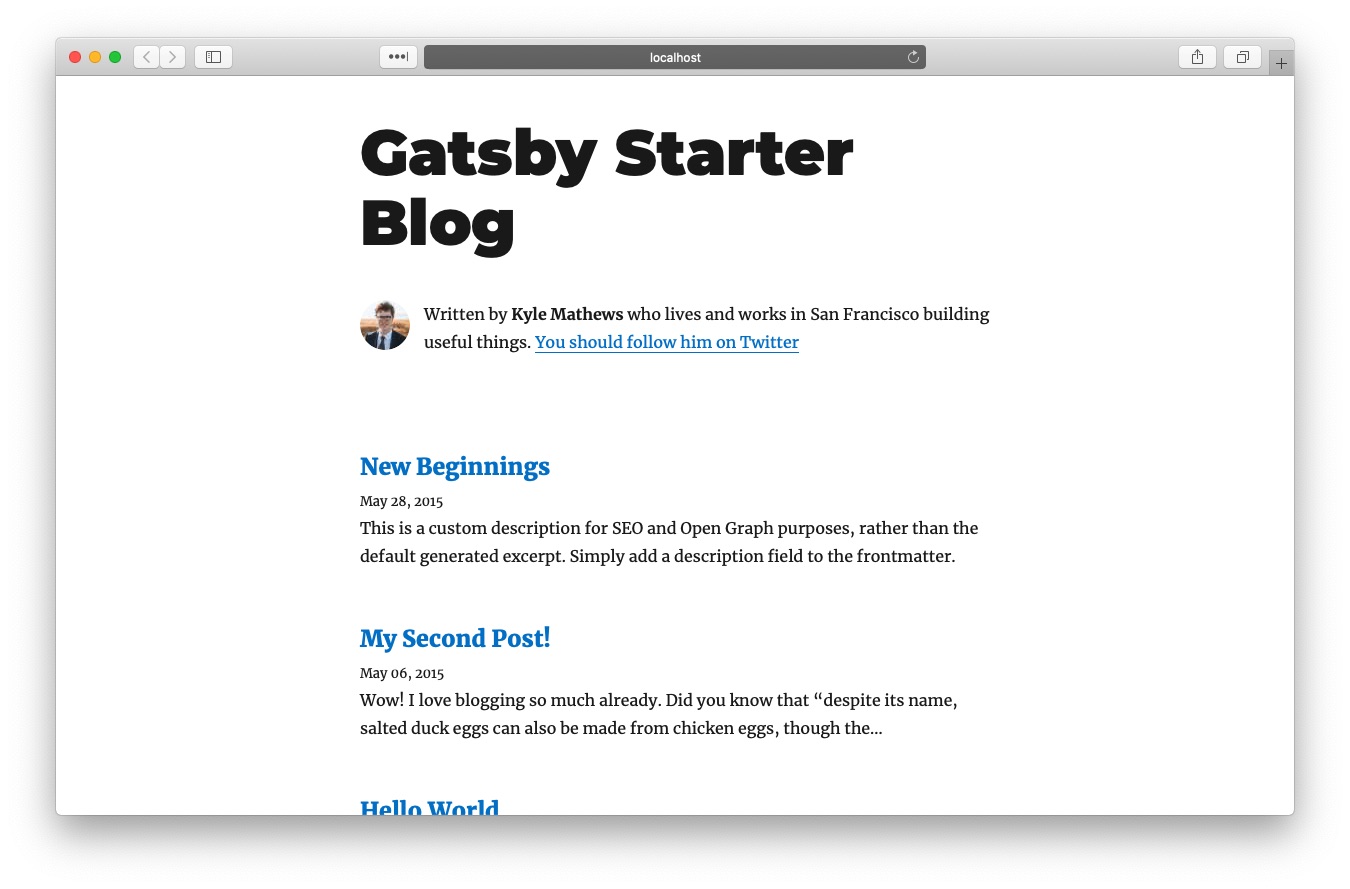 localhost
Gatsby Starter
Blog
Written by Kyle Mathews who lives and works in San Francisco building
useful things. You should follow him on Twitter
New Beginnings
May 28, 2015
This is a custom description for SEO and Open Graph purposes, rather than the
default generated excerpt. Simply add a description field to the frontmatter.
My Second Post!
May 06, 2015
Wow! I love blogging so much already. Did you know that “despite its name,
salted duck eggs can also be made from chicken eggs, though the…
Hello World